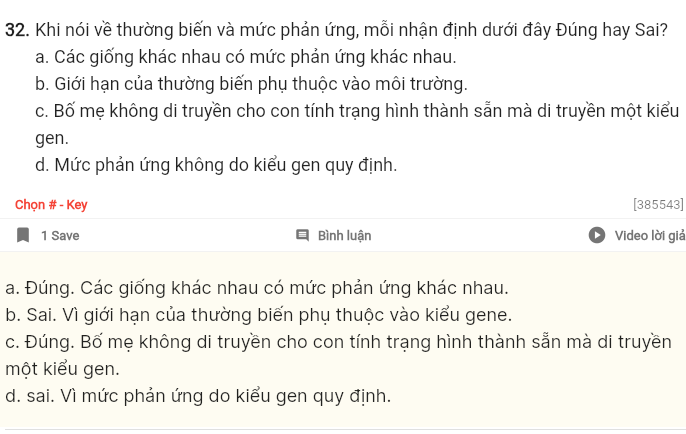 32. Khi nói về thường biến và mức phản ứng, mỗi nhận định dưới đây Đúng hay Sai?
a. Các giống khác nhau có mức phản ứng khác nhau.
b. Giới hạn của thường biến phụ thuộc vào môi trường.
c. Bố mẹ không di truyền cho con tính trạng hình thành sẵn mà di truyền một kiểu
gen.
d. Mức phản ứng không do kiểu gen quy định.
Chọn # - Key [385543]
1 Save Bình luận Video lời giả
a. Đúng. Các giống khác nhau có mức phản ứng khác nhau.
b. Sai. Vì giới hạn của thường biến phụ thuộc vào kiểu gene.
c. Đúng. Bố mẹ không di truyền cho con tính trạng hình thành sẵn mà di truyền
một kiểu gen.
d. sai. Vì mức phản ứng do kiểu gen quy định.